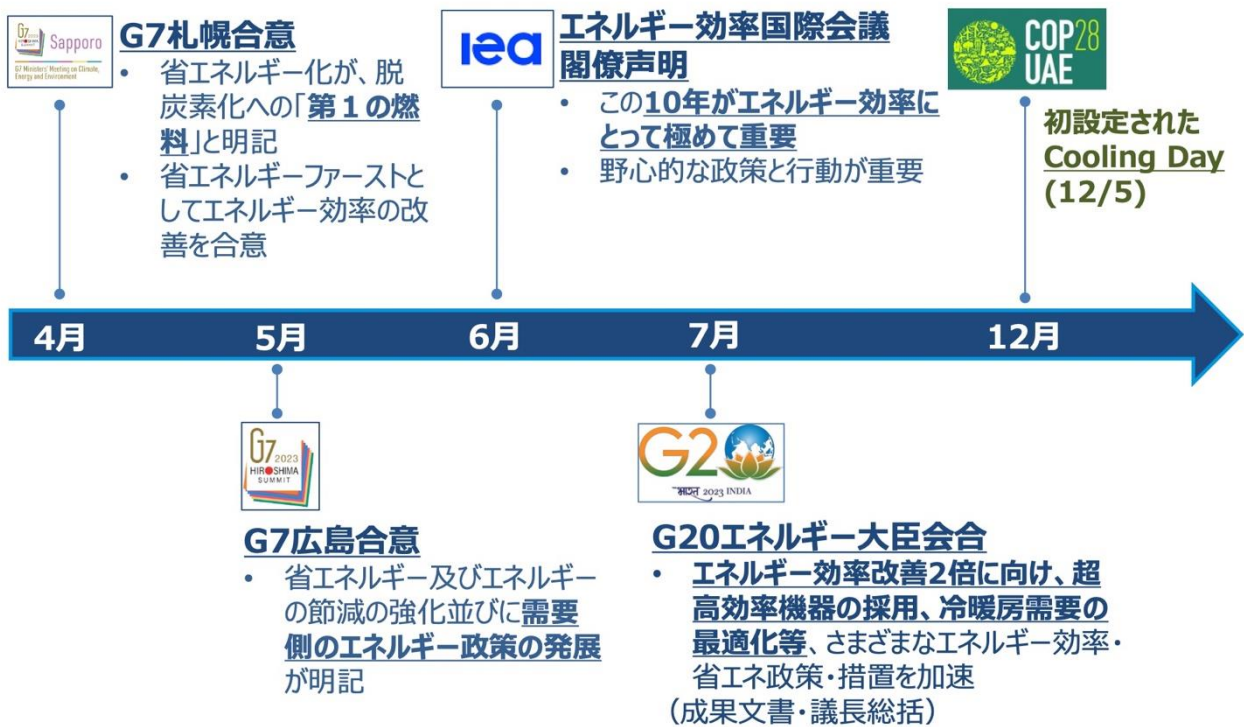 G7 2023
HIROSHIMA
SUMMIT
Sapporo
G7 Ministers' Meeting on Climate,
Energy and Environment
G7札幌合意
• 省エネルギー化が、脱
炭素化への「第１の燃
料」と明記
• 省エネルギーファーストと
してエネルギー効率の改
善を合意
iea
エネルギー効率国際会議
閣僚声明
• この10年がエネルギー効率に
とって極めて重要
• 野心的な政策と行動が重要
COP28
UAE
初設定された
Cooling Day
(12/5)
4月
5月
6月
7月
12月
G7 2023
HIROSHIMA
SUMMIT
G7広島合意
• 省エネルギー及びエネルギー
の節減の強化並びに需要
側のエネルギー政策の発展
が明記
G20
भारत 2023 INDIA
G20エネルギー大臣会合
• エネルギー効率改善2倍に向け、超
高効率機器の採用、冷暖房需要の
最適化等、さまざまなエネルギー効率・
省エネ政策・措置を加速
（成果文書・議長総括）